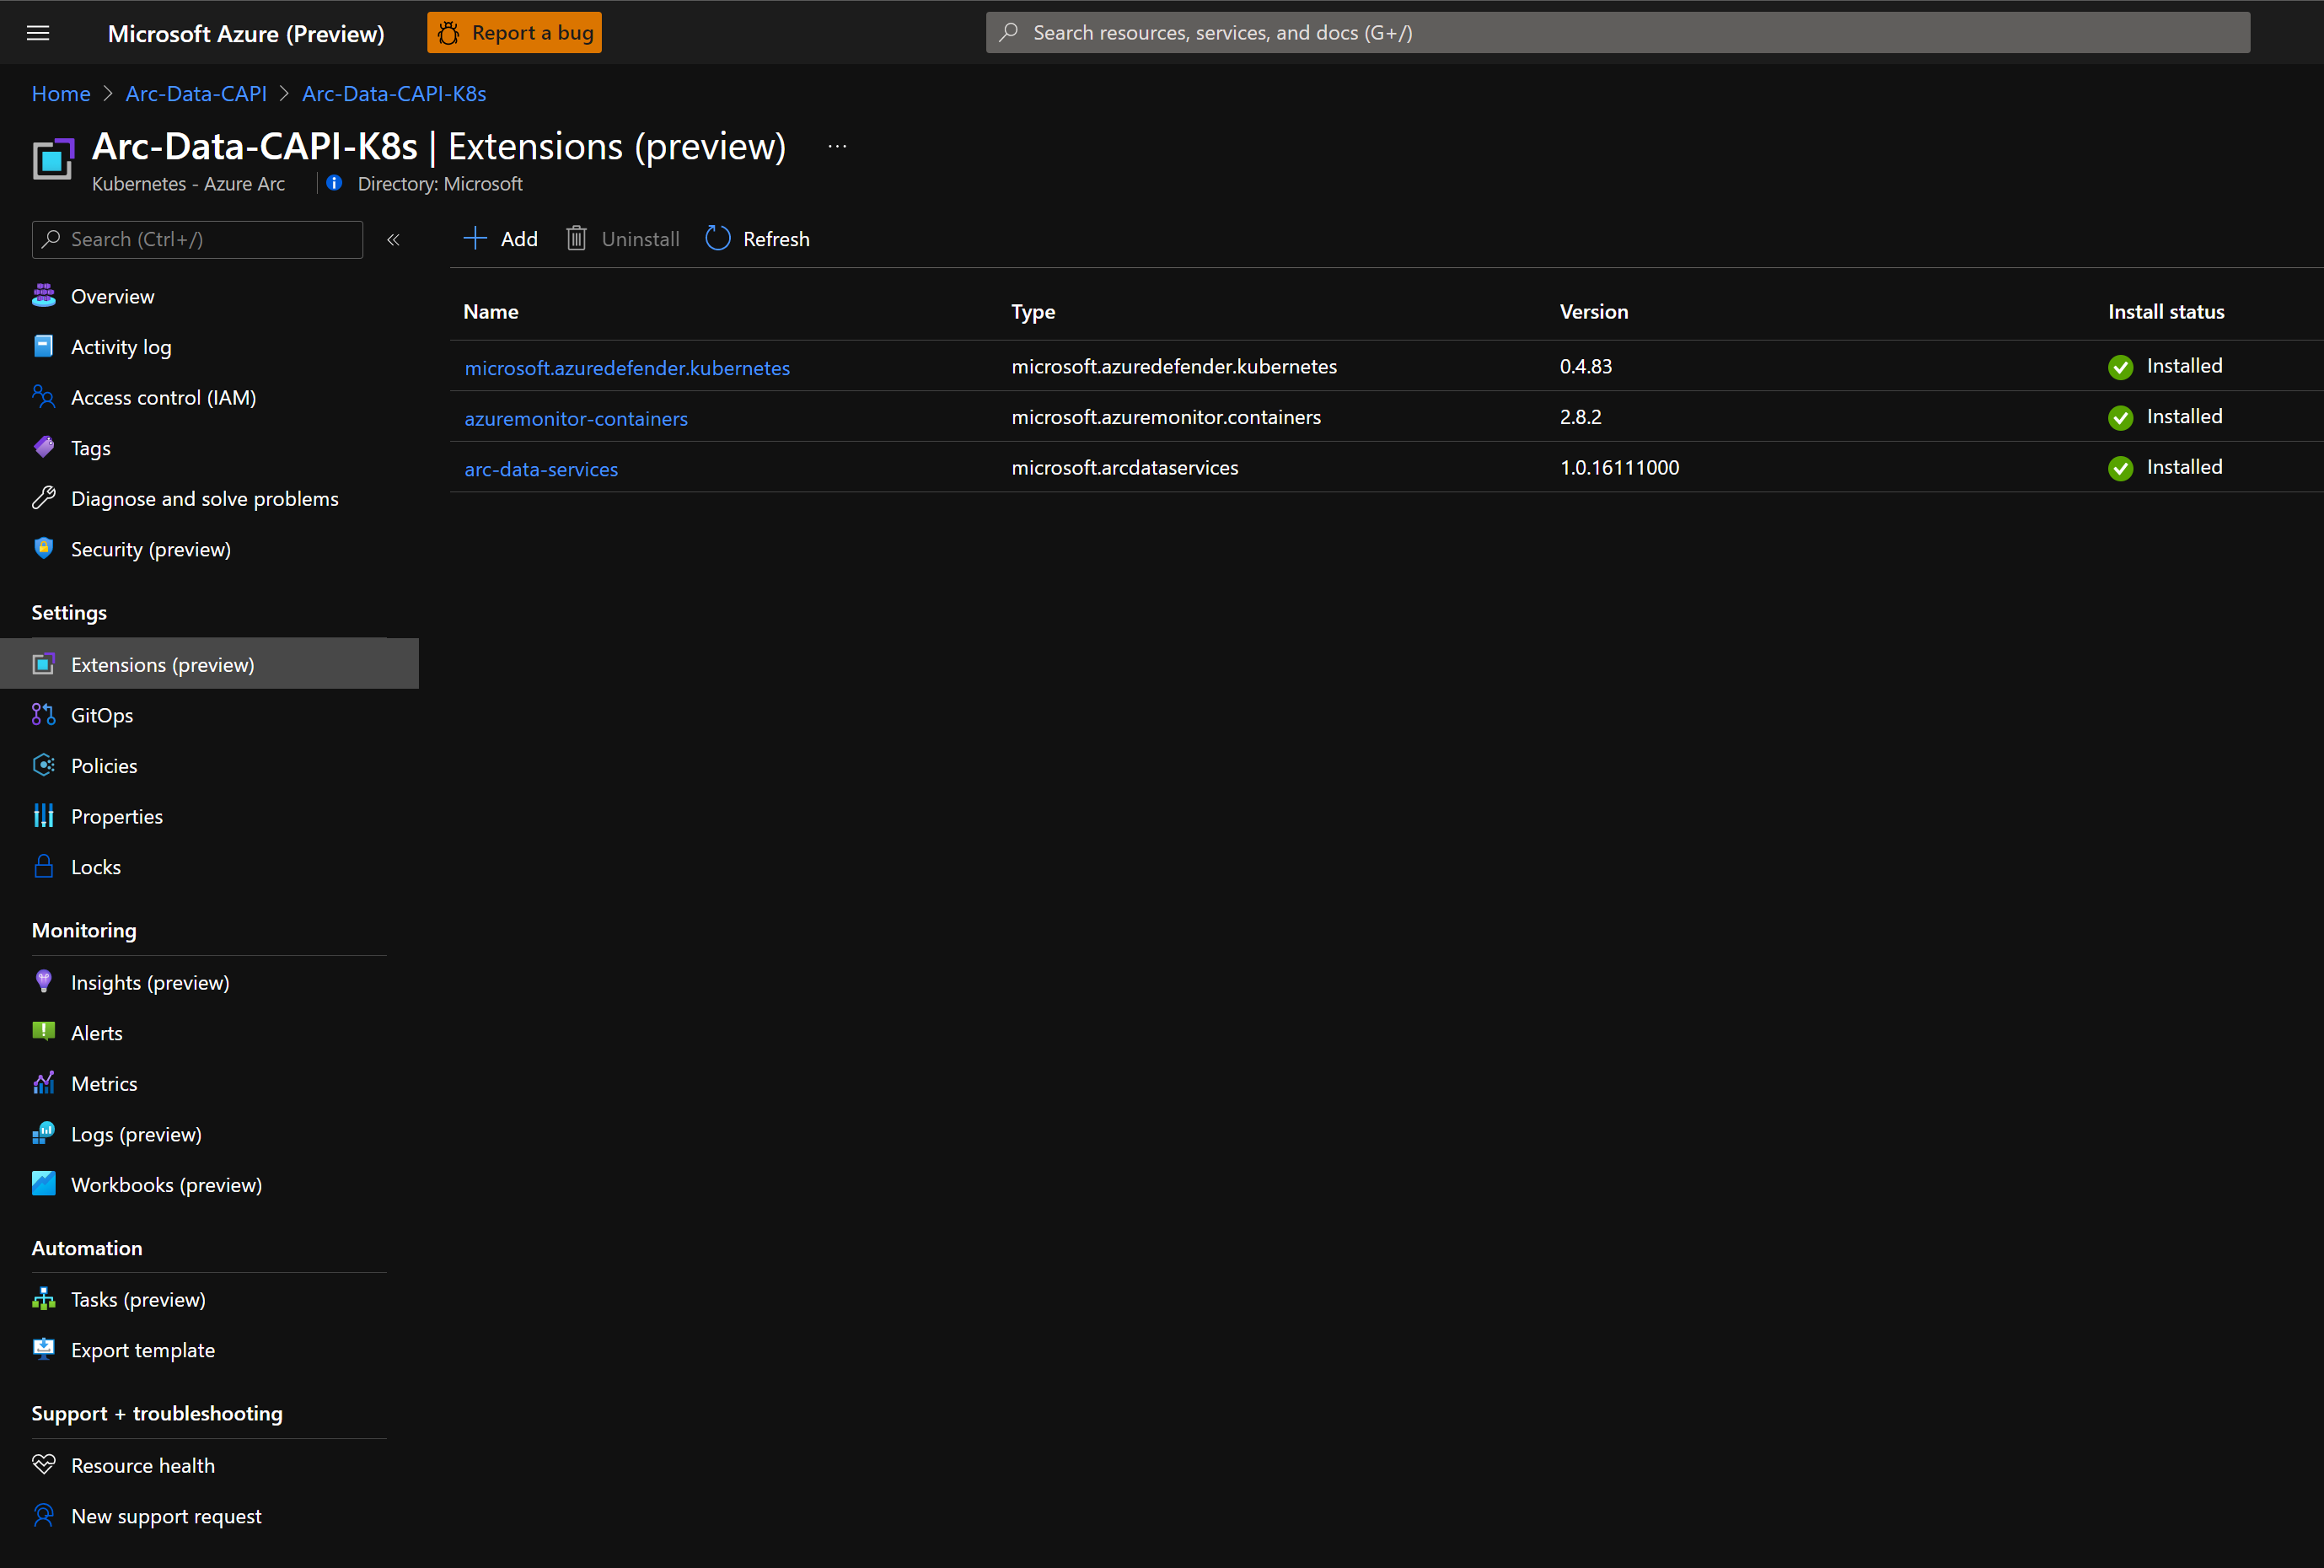 Microsoft Azure (Preview)
Report a bug
Search resources, services, and docs (G+/)
Home > Arc-Data-CAPI > Arc-Data-CAPI-K8s
Arc-Data-CAPI-K8s | Extensions (preview) ...
Kubernetes - Azure Arc
Directory: Microsoft
Search (Ctrl+/)
«
Overview
Activity log
Access control (IAM)
Tags
Diagnose and solve problems
Security (preview)
Settings
Extensions (preview)
GitOps
Policies
Properties
Locks
Monitoring
Insights (preview)
Alerts
Metrics
Logs (preview)
Workbooks (preview)
Automation
Tasks (preview)
Export template
Support + troubleshooting
Resource health
New support request
Add Uninstall Refresh
Name Type Version Install status
microsoft.azuredefender.kubernetes microsoft.azuredefender.kubernetes 0.4.83 Installed
azuremonitor-containers microsoft.azuremonitor.containers 2.8.2 Installed
arc-data-services microsoft.arcdataservices 1.0.16111000 Installed